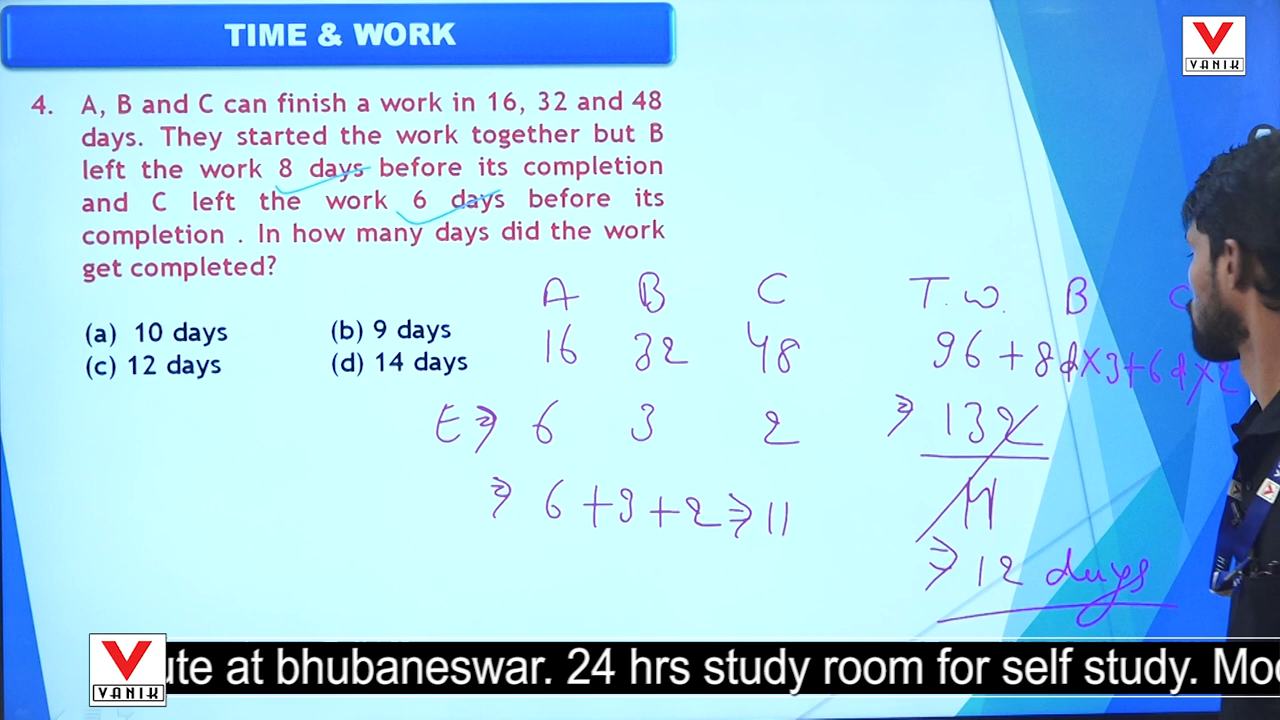 TIME & WORK
VANIK
4. A, B and C can finish a work in 16, 32 and 48
days. They started the work together but B
left the work 8 days before its completion
and C left the work 6 days before its
completion . In how many days did the work
get completed?
(a) 10 days (b) 9 days
(c) 12 days (d) 14 days
A B C
16 32 48
E ⇒ 6 3 2
⇒ 6 + 3 + 2 ⇒ 11
T. W. B C
96 + 8d×3+6d×2
⇒ 132
11
⇒ 12 days
VANIK
ute at bhubaneswar. 24 hrs study room for self study. Mod